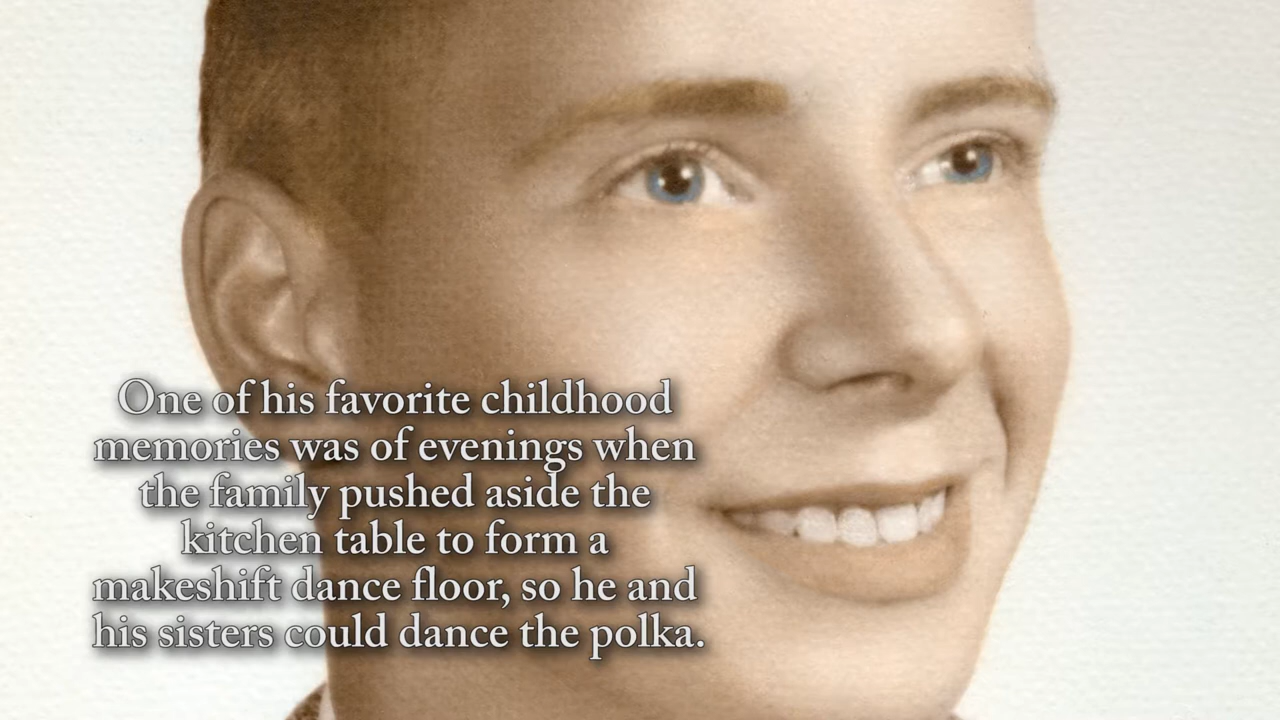 One of his favorite childhood
memories was of evenings when
the family pushed aside the
kitchen table to form a
makeshift dance floor, so he and
his sisters could dance the polka.